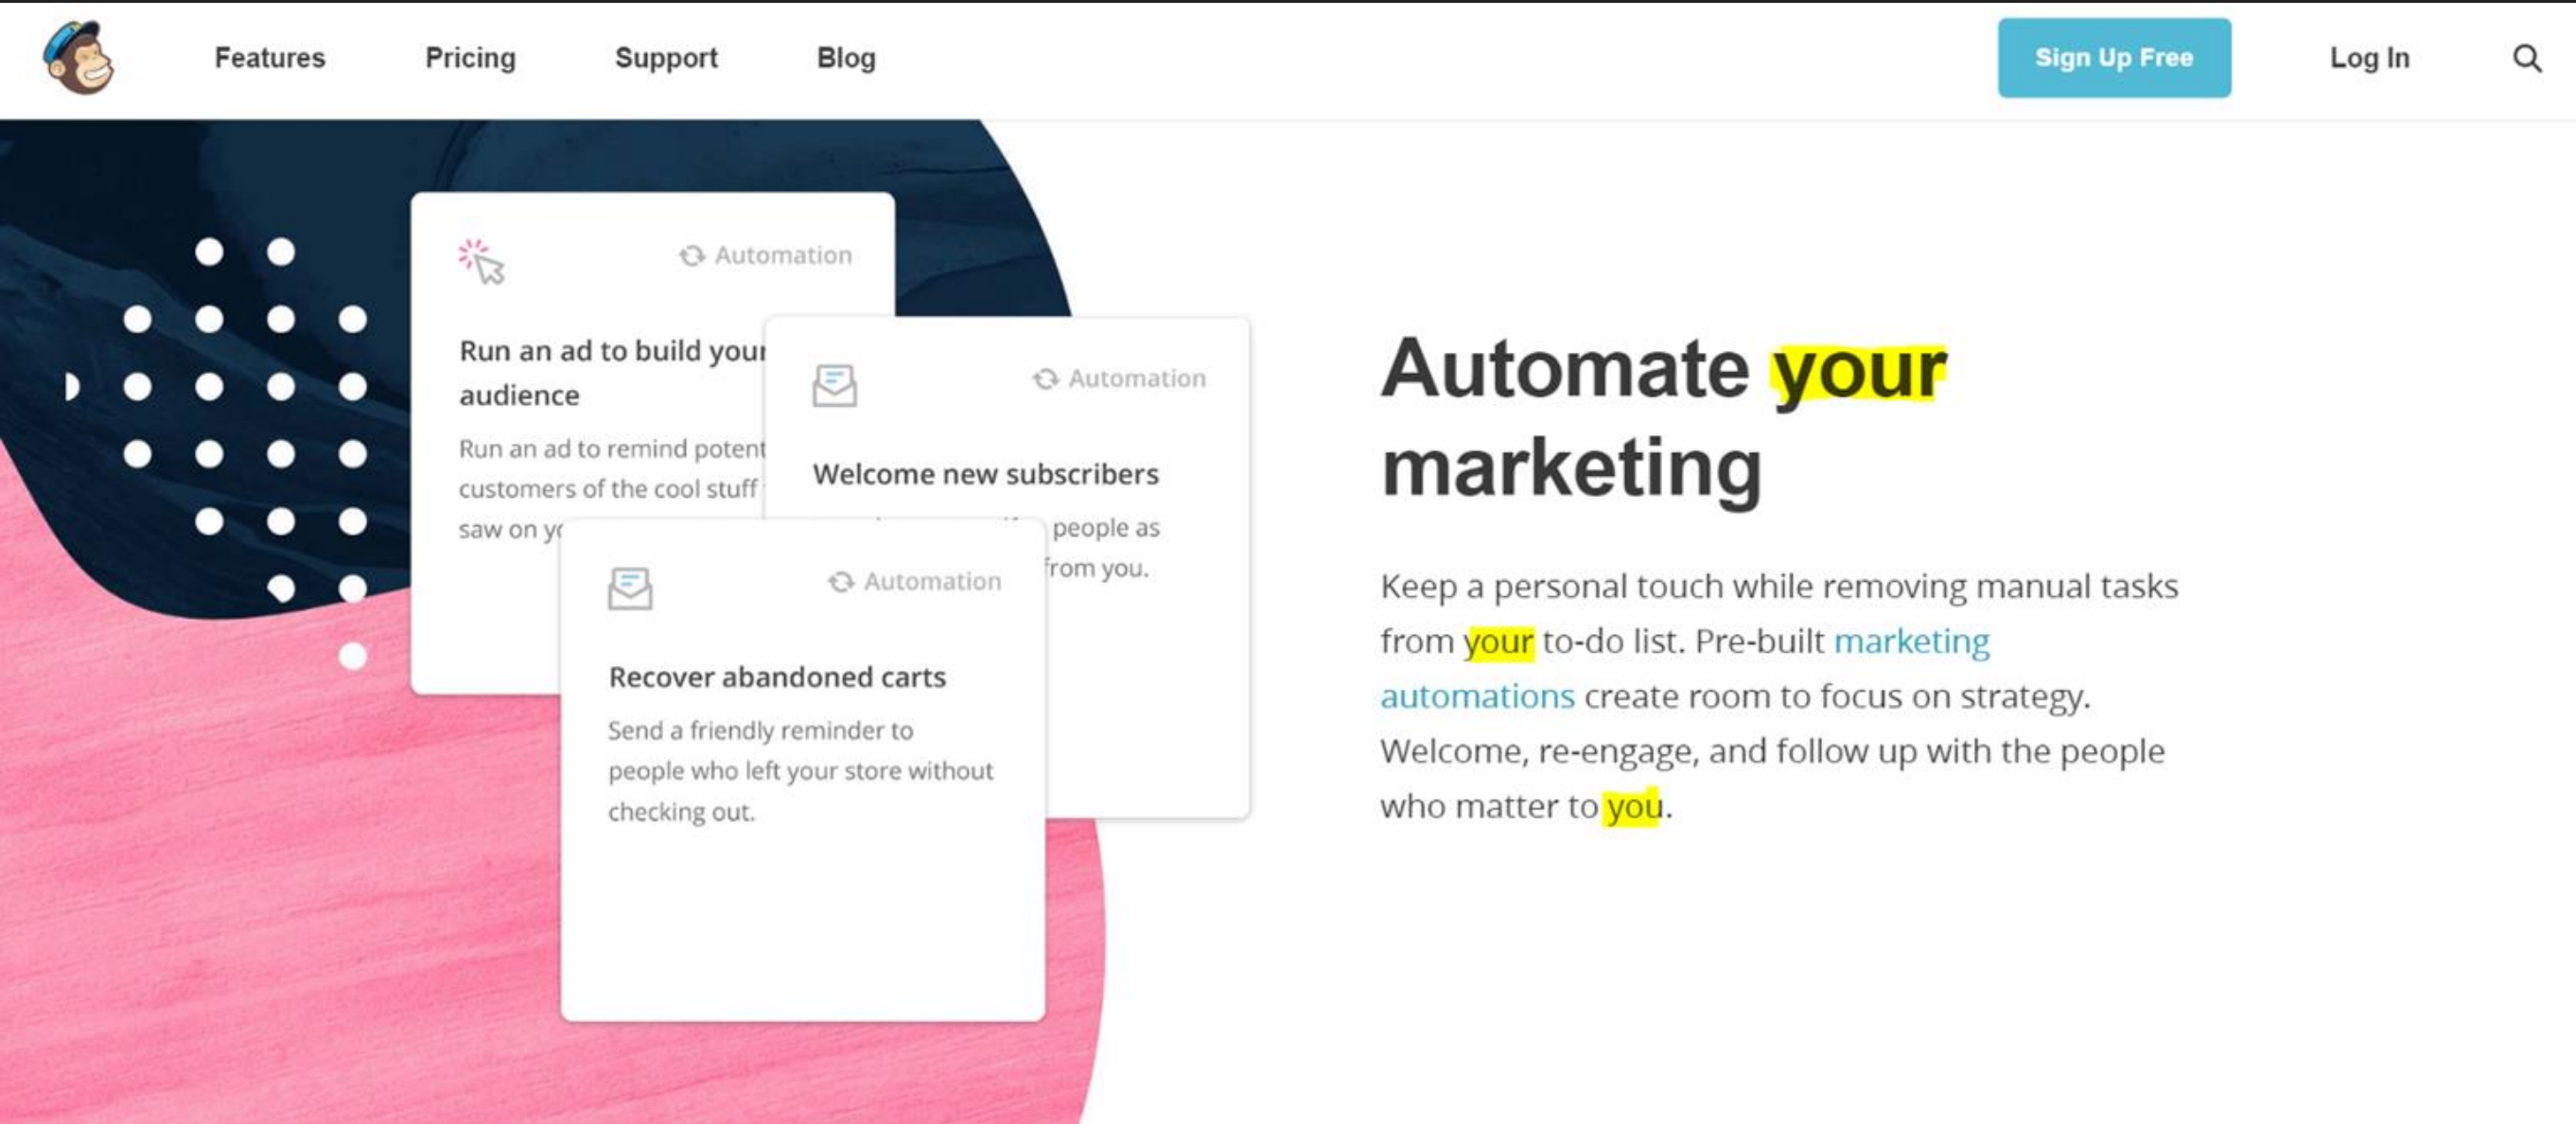 Features Pricing Support Blog Sign Up Free Log In
Automation
Run an ad to build your
audience
Run an ad to remind
customers of the cool stuff
saw on
Automation
Welcome new subscribers
people as
from you.
Automation
Recover abandoned carts
Send a friendly reminder to
people who left your store without
checking out.
Automate your
marketing
Keep a personal touch while removing manual tasks
from your to-do list. Pre-built marketing
automations create room to focus on strategy.
Welcome, re-engage, and follow up with the people
who matter to you.